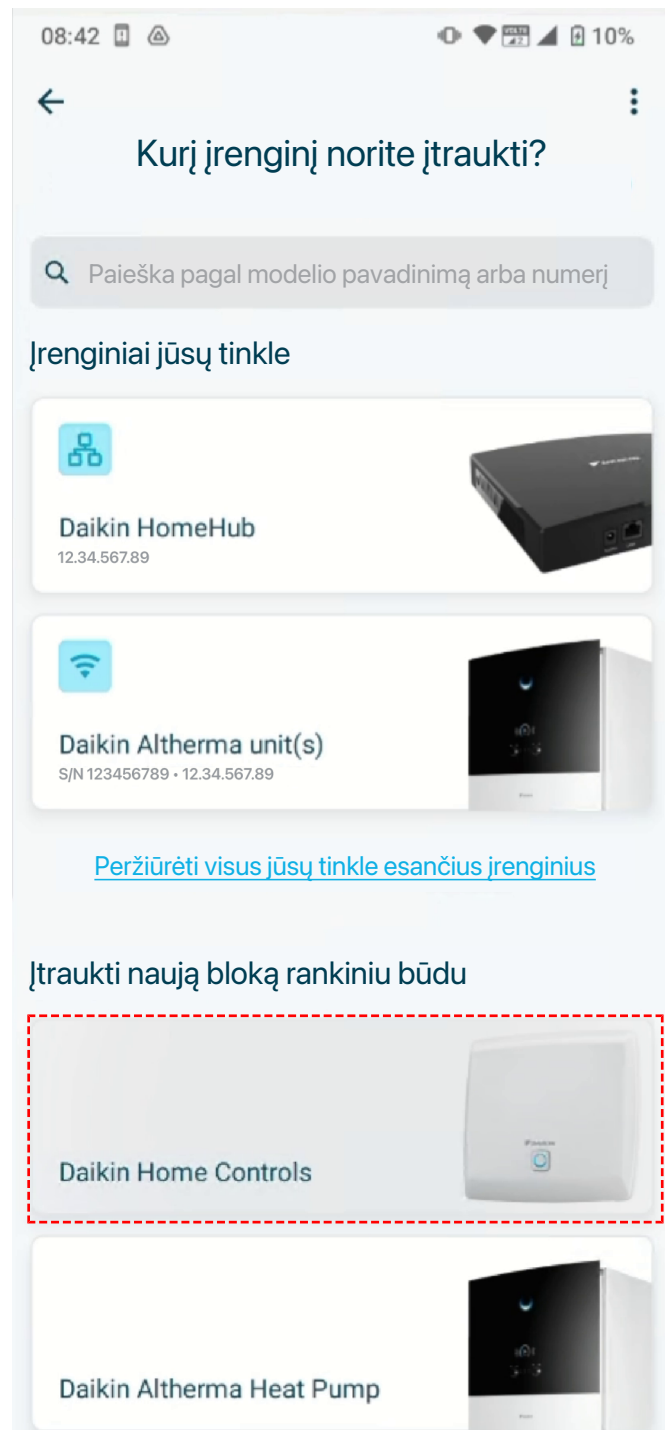 08:42
10%
Kurį įrenginį norite įtraukti?
Paieška pagal modelio pavadinimą arba numerį
Įrenginiai jūsų tinkle
Daikin HomeHub
12.34.567.89
Daikin Altherma unit(s)
S/N 123456789 • 12.34.567.89
Peržiūrėti visus jūsų tinkle esančius įrenginius
Įtraukti naują bloką rankiniu būdu
Daikin Home Controls
Daikin Altherma Heat Pump